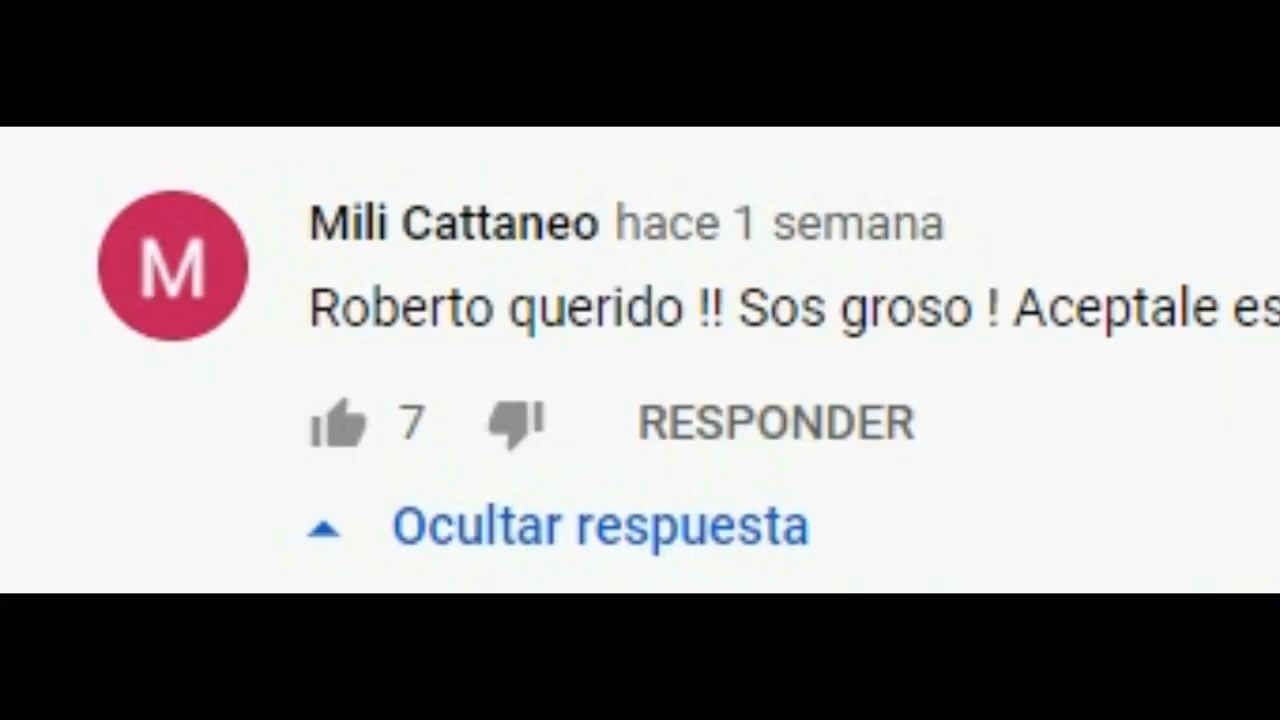 M
Mili Cattaneo hace 1 semana
Roberto querido !! Sos groso ! Aceptale
7
RESPONDER
Ocultar respuesta